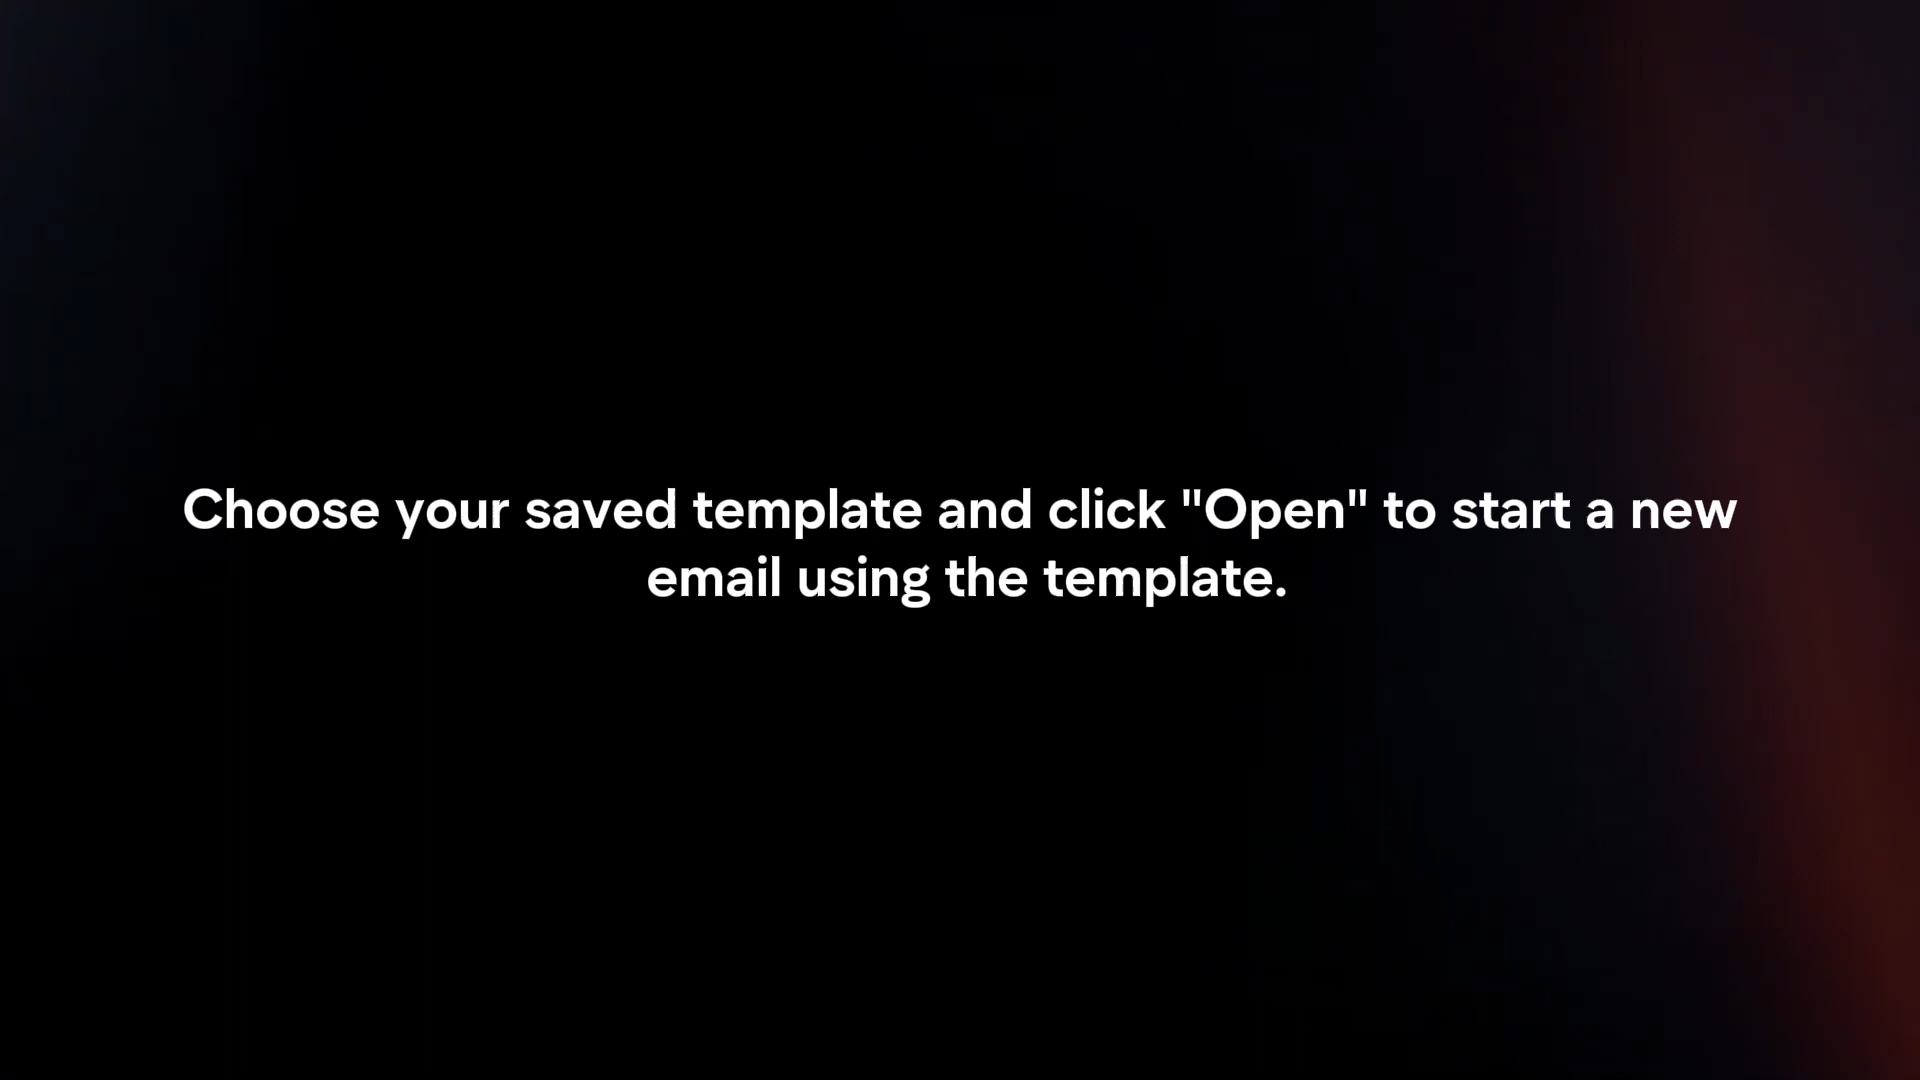 Choose your saved template and click "Open" to start a new
email using the template.